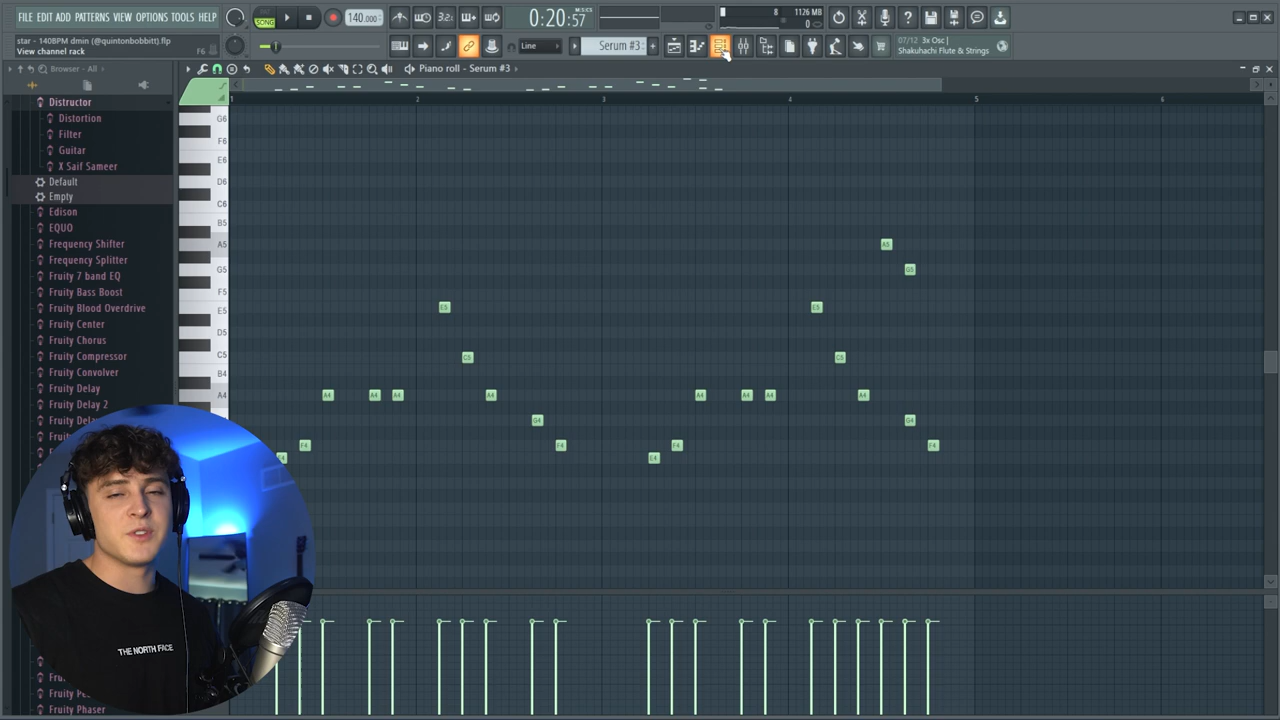 FILE EDIT ADD PATTERNS VIEW OPTIONS TOOLS HELP
SONG
140.000
3.2:
0:20:57
M:S:CS
8
1126 MB
0
star - 140BPM dmin (@quintonbobbitt).flp
View channel rack
F6
Line
Serum #3
07/12 3x Osc |
Shakuhachi Flute & Strings
Browser - All
Piano roll - Serum #3
1 2 3 4 5 6
Distructor
Distortion
Filter
Guitar
X Saif Sameer
Default
Empty
Edison
EQUO
Frequency Shifter
Frequency Splitter
Fruity 7 band EQ
Fruity Bass Boost
Fruity Blood Overdrive
Fruity Center
Fruity Chorus
Fruity Compressor
Fruity Convolver
Fruity Delay
Fruity Delay 2
Fruity Phaser
G6
F6
E6
D6
C6
B5
A5
G5
F5
E5
D5
C5
B4
A4
A5
G5
E5 E5
C5 C5
A4 A4 A4 A4 A4 A4 A4 A4
G4 G4
F4 F4 F4 F4
E4
THE NORTH FACE